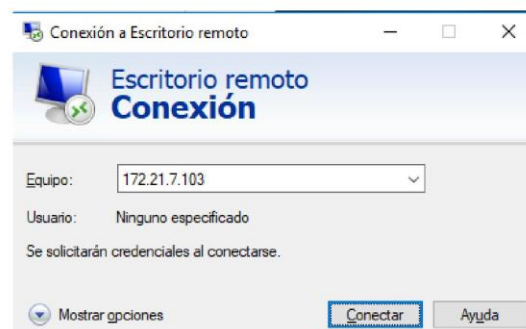 Conexión a Escritorio remoto
Escritorio remoto
Conexión
Equipo: 172.21.7.103
Usuario: Ninguno especificado
Se solicitarán credenciales al conectarse.
Mostrar opciones Conectar Ayuda